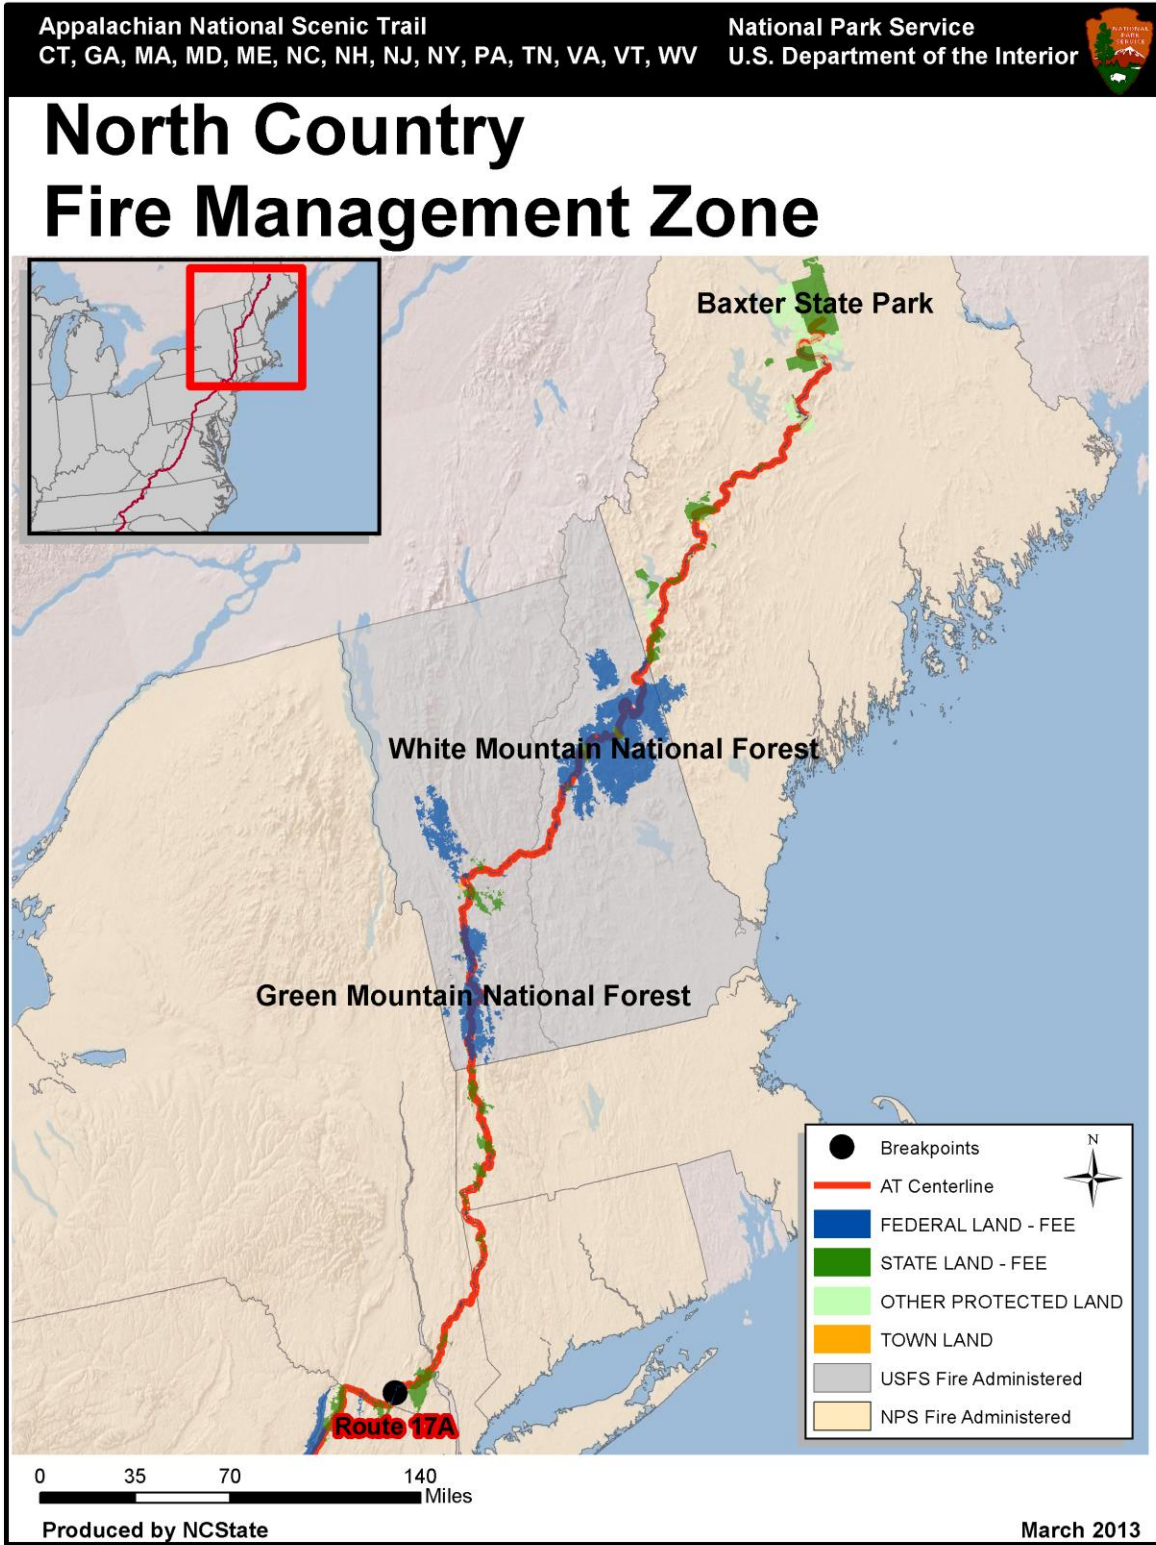 Appalachian National Scenic Trail
CT, GA, MA, MD, ME, NC, NH, NJ, NY, PA, TN, VA, VT, WV
National Park Service
U.S. Department of the Interior
NATIONAL
PARK
SERVICE
North Country
Fire Management Zone
Baxter State Park
White Mountain National Forest
Green Mountain National Forest
Route 17A
Breakpoints
N
AT Centerline
FEDERAL LAND - FEE
STATE LAND - FEE
OTHER PROTECTED LAND
TOWN LAND
USFS Fire Administered
NPS Fire Administered
0 35 70 140
Miles
Produced by NCState
March 2013